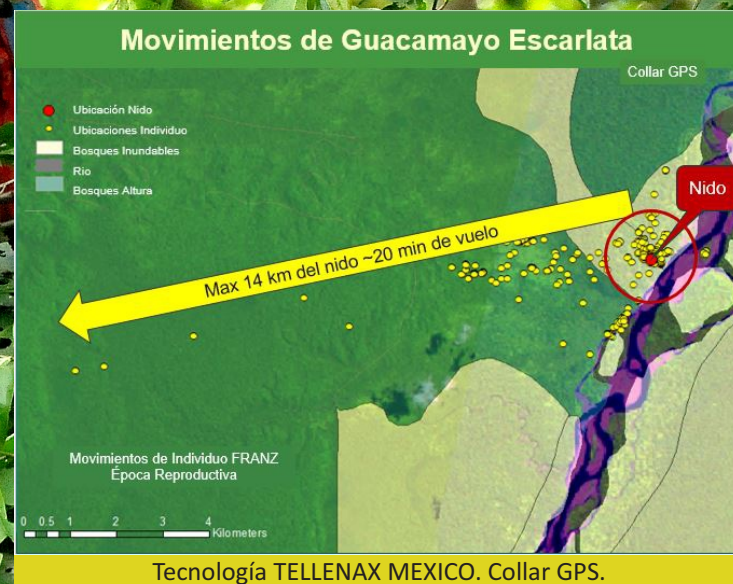 Movimientos de Guacamayo Escarlata
Collar GPS
Ubicación Nido
Ubicaciones Individuo
Bosques Inundables
Rio
Bosques Altura
Nido
Max 14 km del nido ~20 min de vuelo
Movimientos de Individuo FRANZ
Época Reproductiva
0 0.5 1 2 3 4
Kilometers
Tecnología TELLENAX MEXICO. Collar GPS.